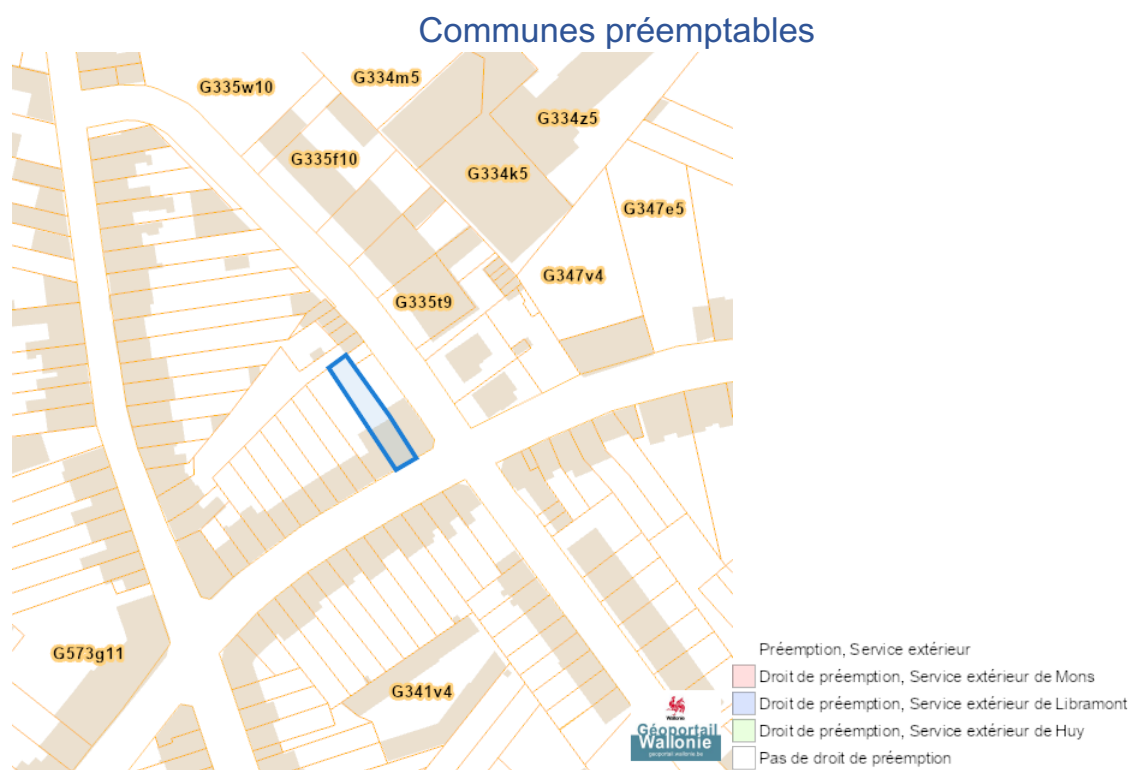 Communes préemptables
G335w10
G334m5
G334z5
G335f10
G334k5
G347e5
G347v4
G335t9
G573g11
G341v4
Wallonie
Géoportail
Wallonie
geoportail.wallonie.be
Préemption, Service extérieur
Droit de préemption, Service extérieur de Mons
Droit de préemption, Service extérieur de Libramont
Droit de préemption, Service extérieur de Huy
Pas de droit de préemption